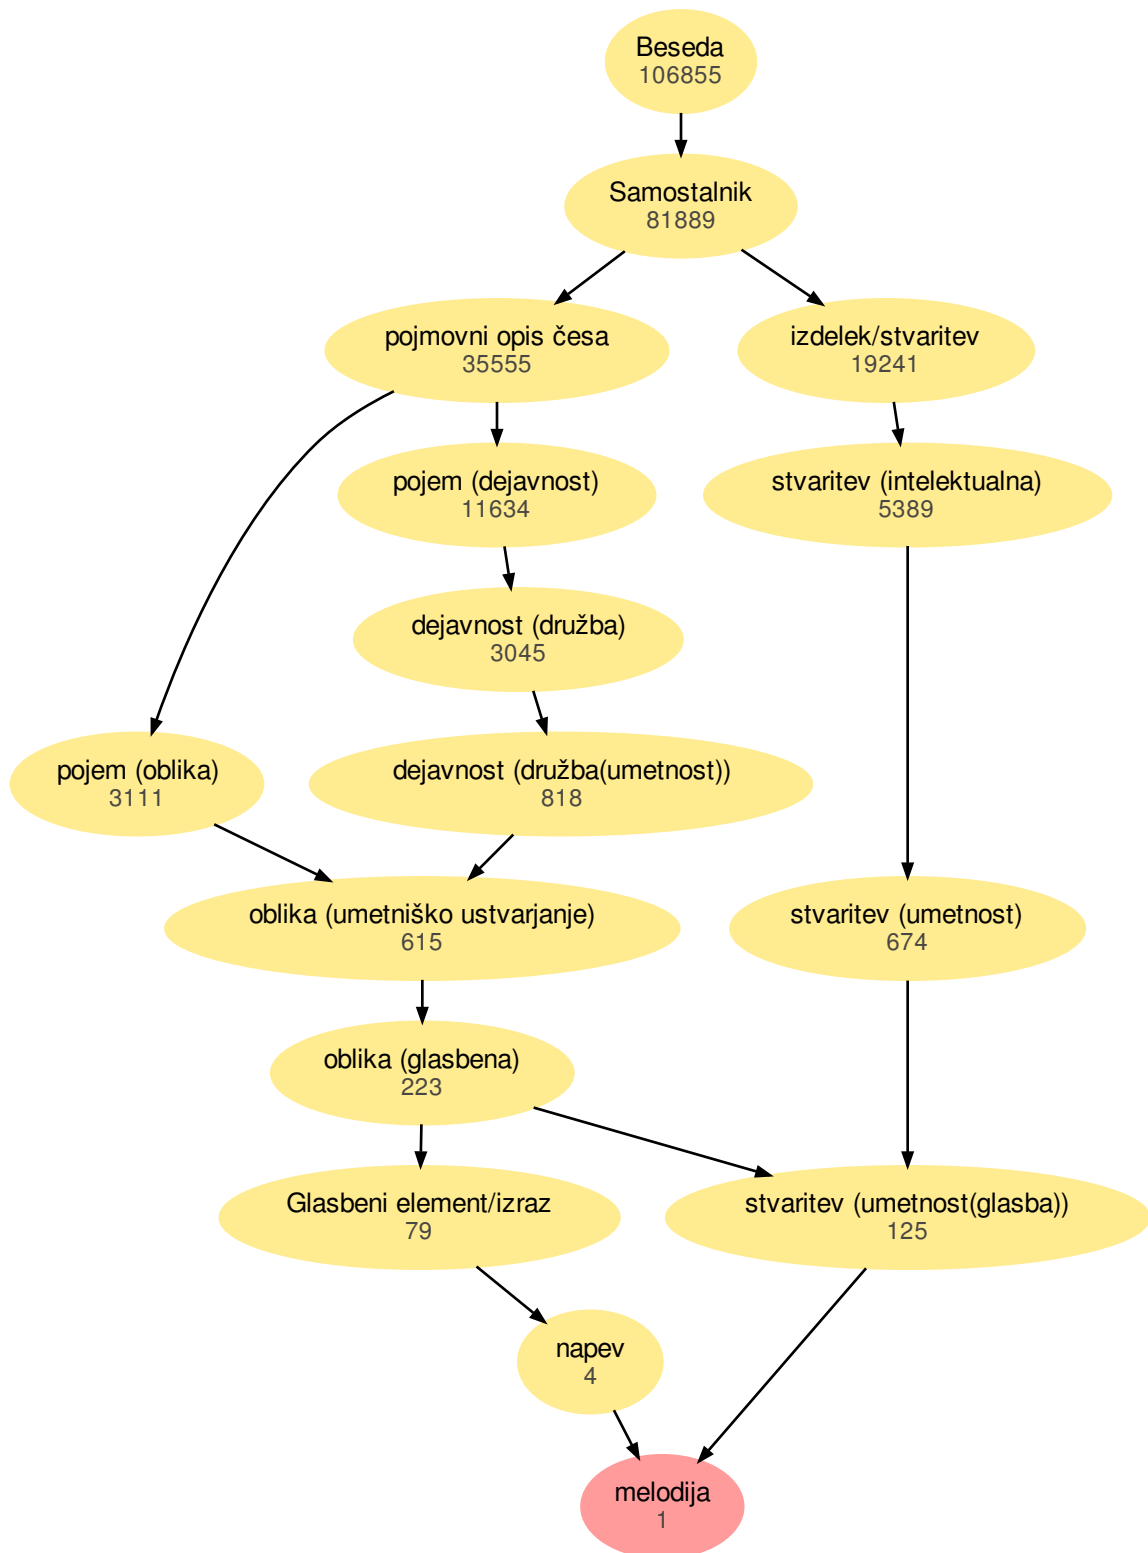 Beseda
106855
Samostalnik
81889
pojmovni opis česa
35555
izdelek/stvaritev
19241
pojem (dejavnost)
11634
stvaritev (intelektualna)
5389
dejavnost (družba)
3045
pojem (oblika)
3111
dejavnost (družba(umetnost))
818
oblika (umetniško ustvarjanje)
615
stvaritev (umetnost)
674
oblika (glasbena)
223
Glasbeni element/izraz
79
stvaritev (umetnost(glasba))
125
napev
4
melodija
1